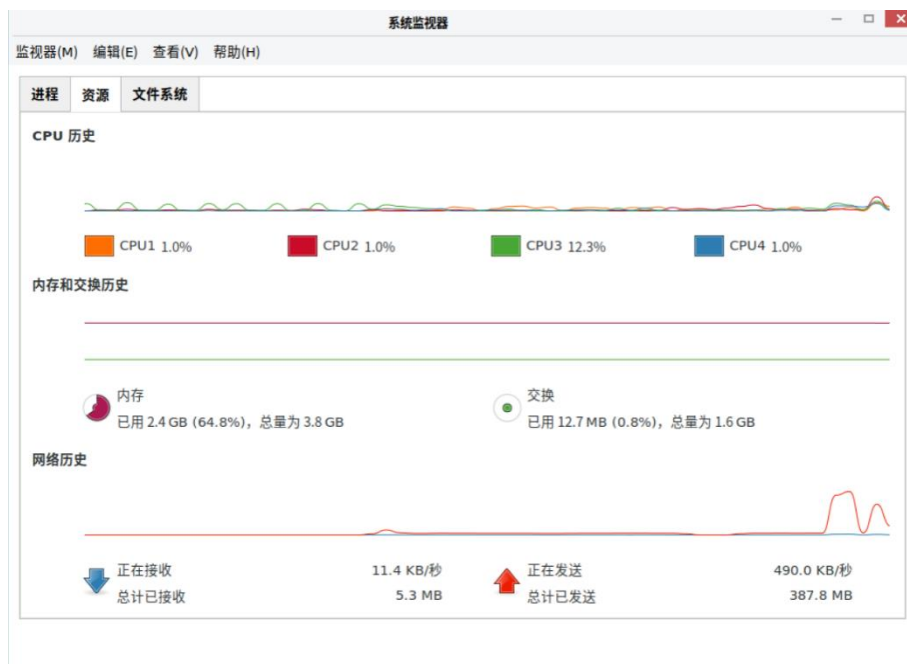 系统监视器
监视器(M) 编辑(E) 查看(V) 帮助(H)
进程 资源 文件系统
CPU 历史
CPU1 1.0% CPU2 1.0% CPU3 12.3% CPU4 1.0%
内存和交换历史
内存 交换
已用 2.4 GB (64.8%)，总量为 3.8 GB 已用 12.7 MB (0.8%)，总量为 1.6 GB
网络历史
正在接收 11.4 KB/秒 正在发送 490.0 KB/秒
总计已接收 5.3 MB 总计已发送 387.8 MB